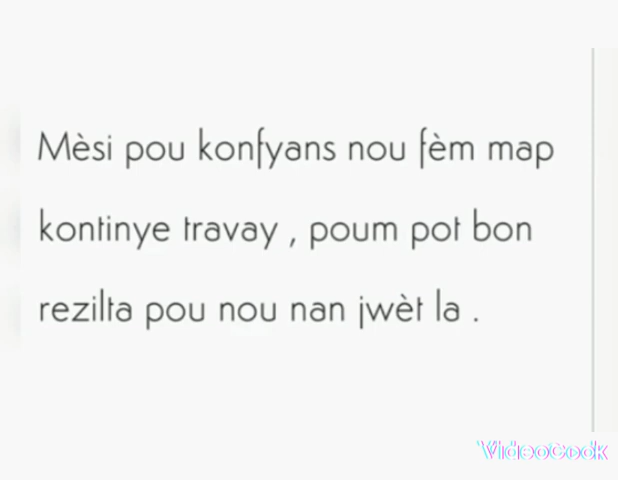 Mèsi pou konfyans nou fèm map
kontinye travay , poum pot bon
rezilta pou nou nan jwèt la .
VideoCook